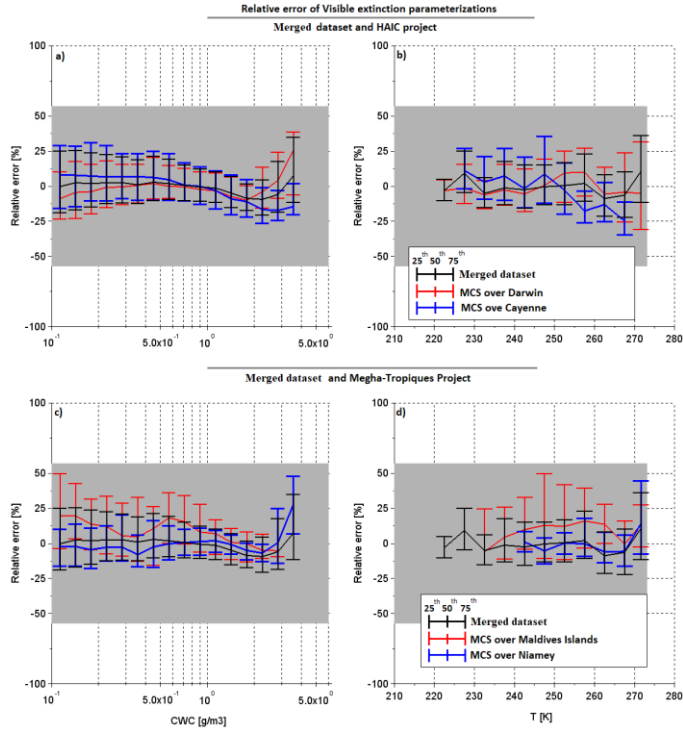 Relative error of Visible extinction parameterizations
Merged dataset and HAIC project
a)
b)
100
75
50
25
0
-25
-50
-100
Relative error [%]
10⁻¹
5.0x10⁻¹
10⁰
5.0x10⁰
100
75
50
25
0
-25
-50
-100
Relative error [%]
210 220 230 240 250 260 270 280
25th 50th 75th
Merged dataset
MCS over Darwin
MCS ove Cayenne
Merged dataset and Megha-Tropiques Project
c)
d)
100
75
50
25
0
-25
-50
-100
Relative error [%]
10⁻¹
5.0x10⁻¹
10⁰
5.0x10⁰
CWC [g/m3]
100
75
50
25
0
-25
-50
-100
Relative error [%]
210 220 230 240 250 260 270 280
T [K]
25th 50th 75th
Merged dataset
MCS over Maldives Islands
MCS over Niamey